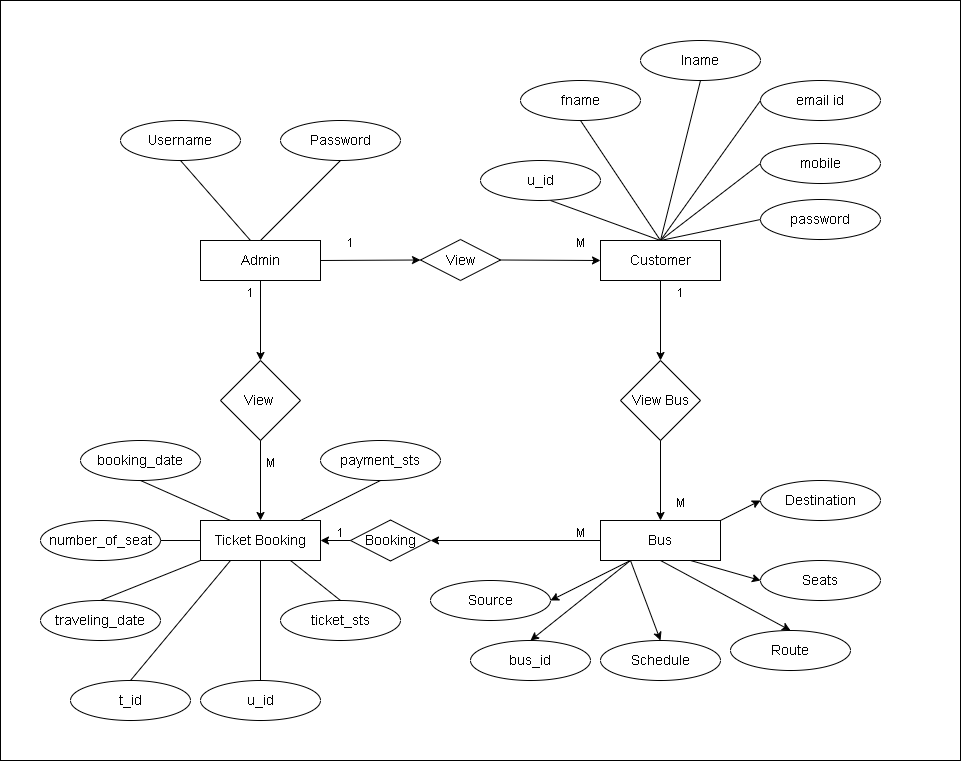 lname
fname
email id
Username
Password
mobile
u_id
password
1
M
Admin
View
Customer
1
1
View
View Bus
booking_date
payment_sts
M
Destination
M
number_of_seat
Ticket Booking
1
Booking
M
Bus
Seats
Source
traveling_date
ticket_sts
Route
bus_id
Schedule
t_id
u_id